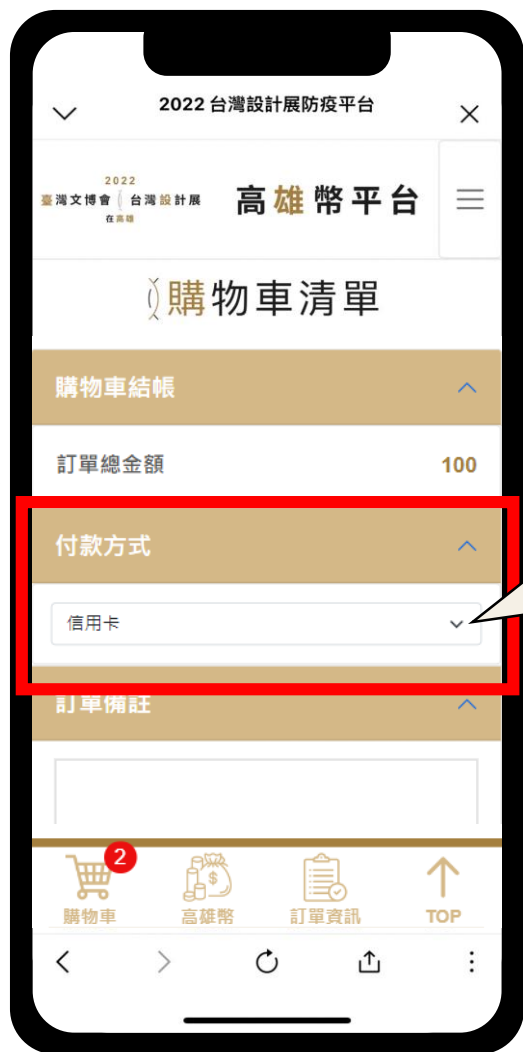 2022 台灣設計展防疫平台
2022
臺灣文博會 台灣設計展
在高雄
高雄幣平台
購物車清單
購物車結帳
訂單總金額 100
付款方式
信用卡
訂單備註
2
購物車 高雄幣 訂單資訊 TOP